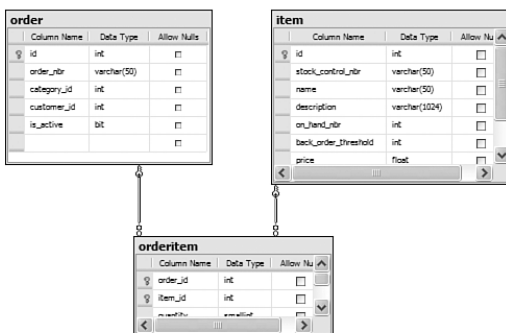 order
Column Name Data Type Allow Nulls
id int
order_nbr varchar(50)
category_id int
customer_id int
is_active bit
item
Column Name Data Type Allow Nu
id int
stock_control_nbr varchar(50)
name varchar(50)
description varchar(1024)
on_hand_nbr int
back_order_threshold int
price float
orderitem
Column Name Data Type Allow Nu
order_id int
item_id int
quantity smallint